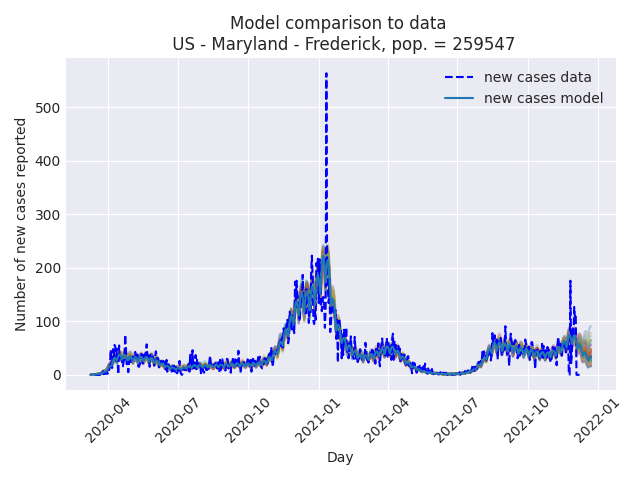 Model comparison to data
US - Maryland - Frederick, pop. = 259547
new cases data
new cases model
Number of new cases reported
500
400
300
200
100
0
2020-04
2020-07
2020-10
2021-01
2021-04
2021-07
2021-10
2022-01
Day